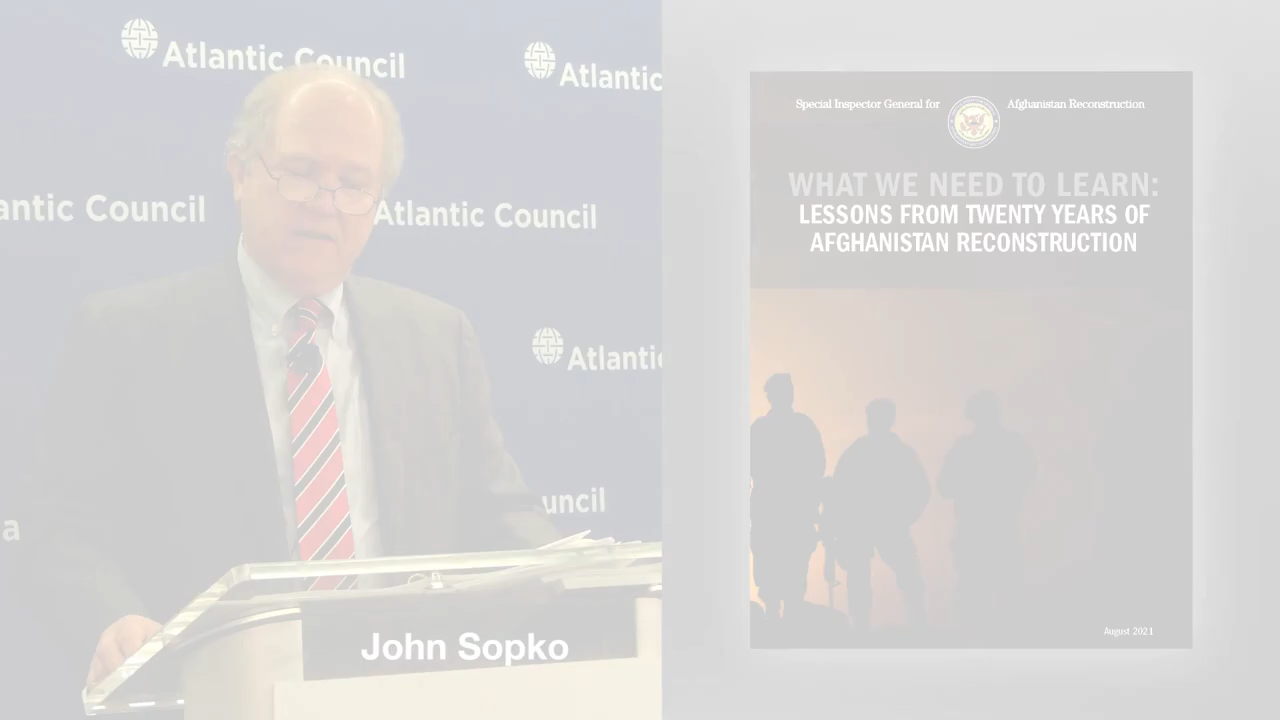 Atlantic Council
Atlantic
antic Council
Atlantic Council
Atlantic
uncil
a
John Sopko
Special Inspector General for
Afghanistan Reconstruction
WHAT WE NEED TO LEARN:
LESSONS FROM TWENTY YEARS OF
AFGHANISTAN RECONSTRUCTION
August 2021